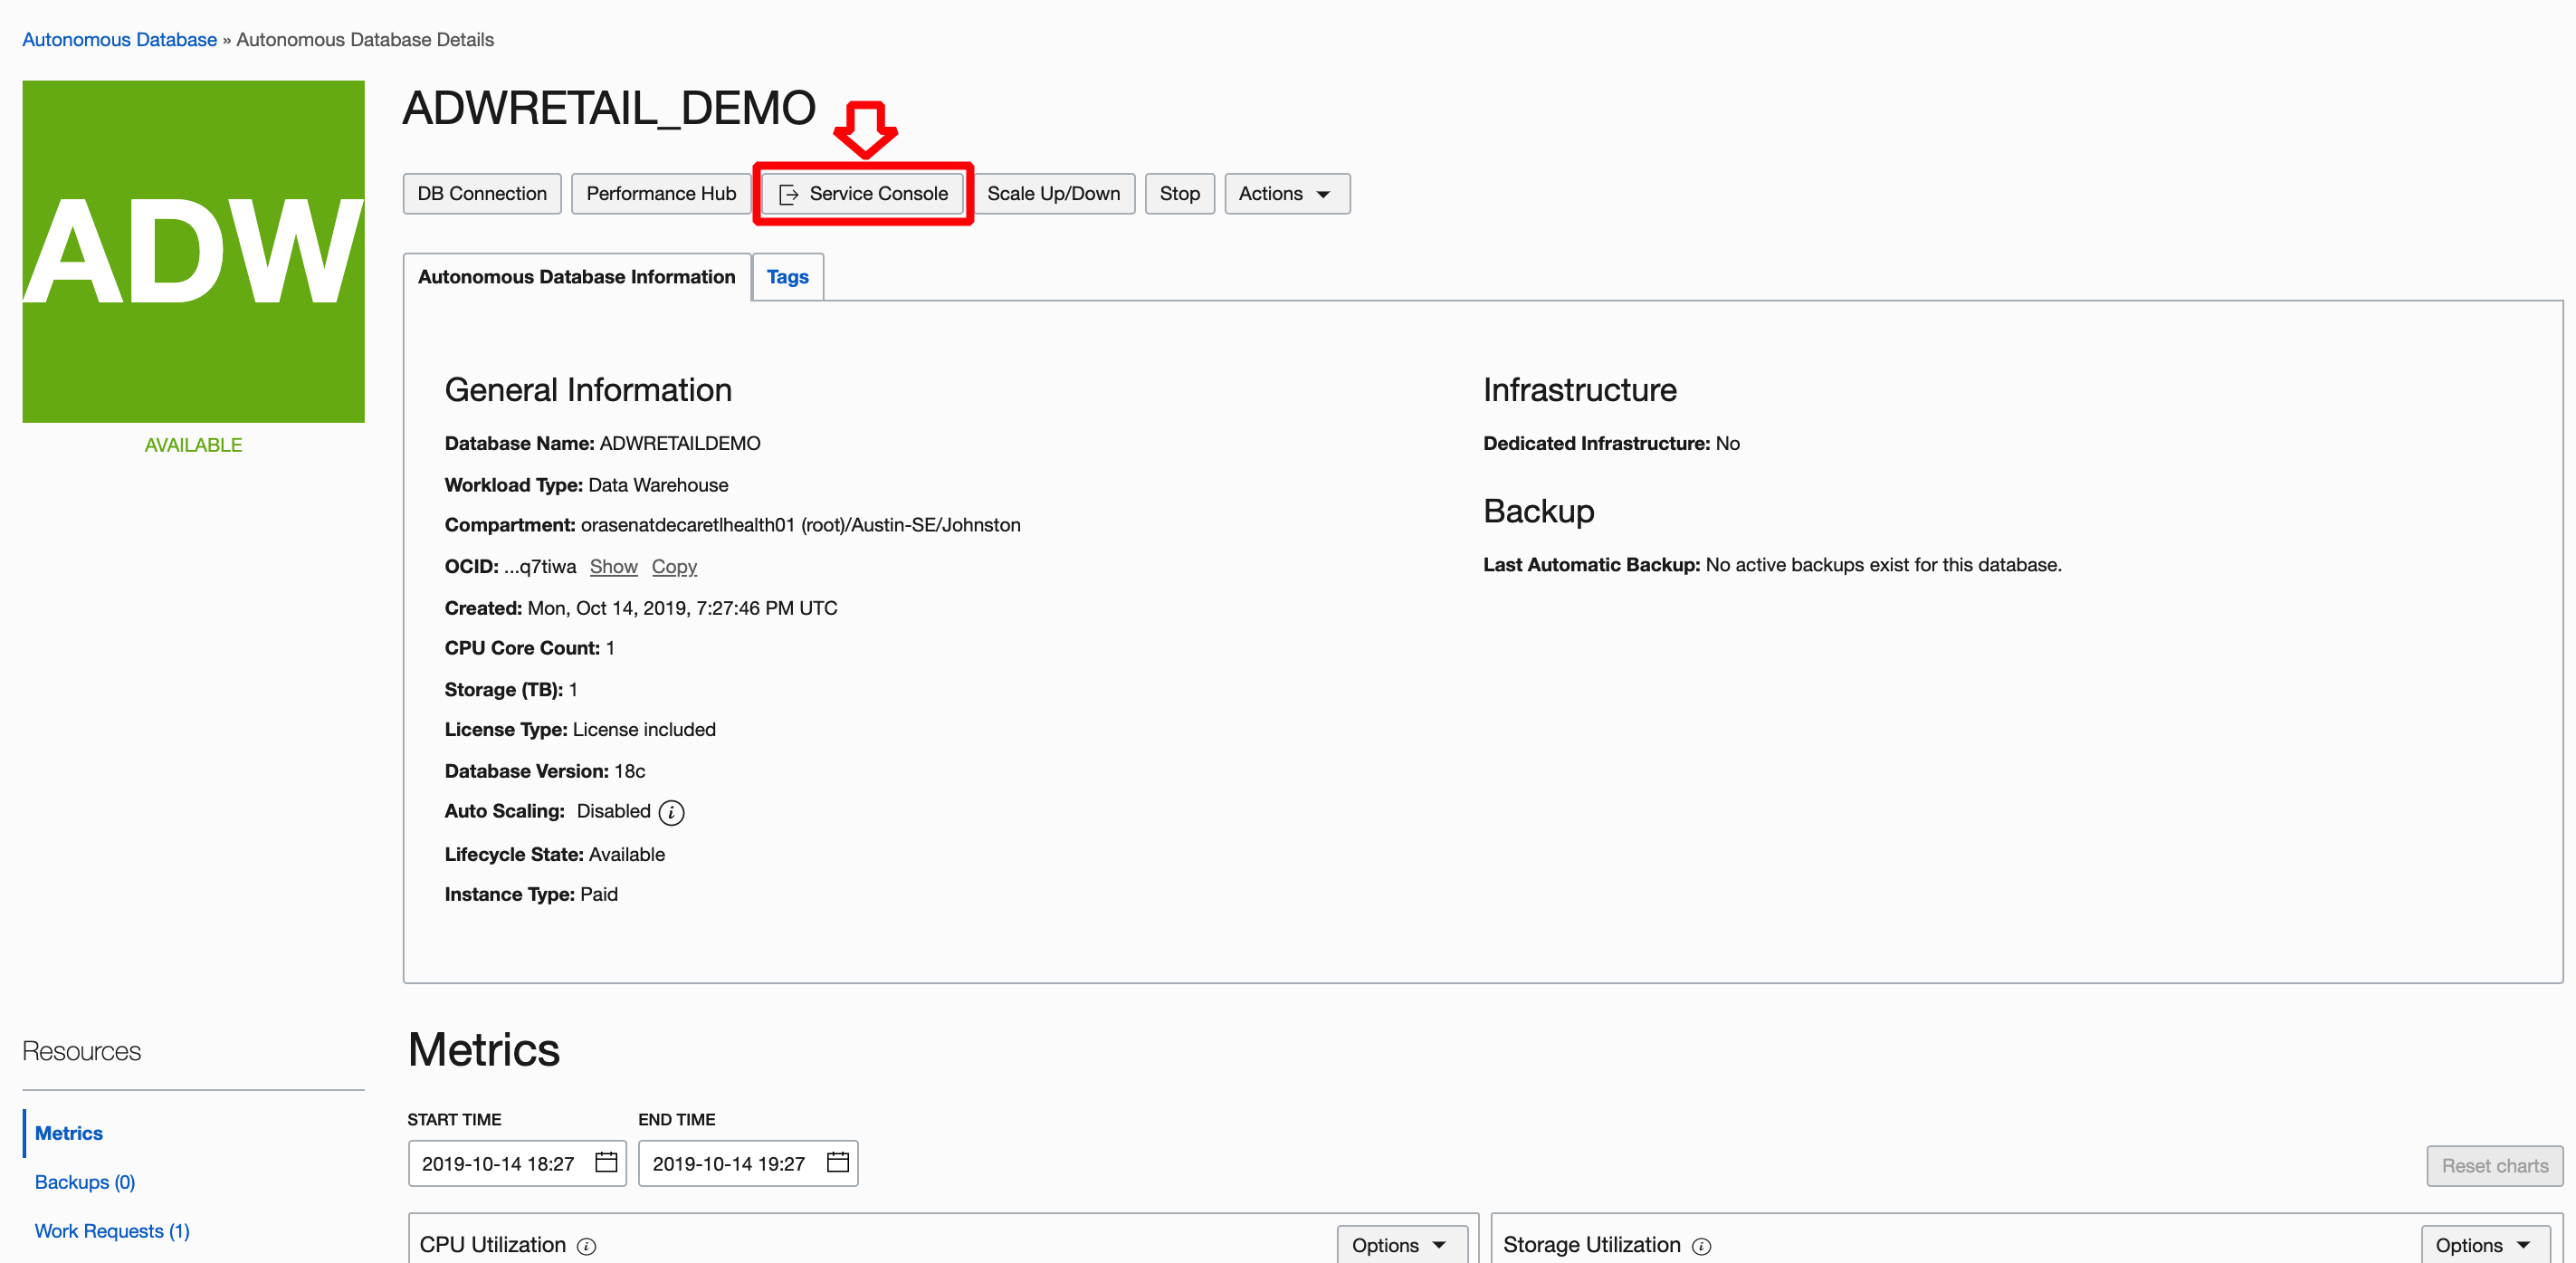 Autonomous Database » Autonomous Database Details
ADW
AVAILABLE
ADWRETAIL_DEMO
DB Connection Performance Hub Service Console Scale Up/Down Stop Actions
Autonomous Database Information Tags
General Information
Database Name: ADWRETAILDEMO
Workload Type: Data Warehouse
Compartment: orasenatdecaretlhealth01 (root)/Austin-SE/Johnston
OCID: ...q7tiwa Show Copy
Created: Mon, Oct 14, 2019, 7:27:46 PM UTC
CPU Core Count: 1
Storage (TB): 1
License Type: License included
Database Version: 18c
Auto Scaling: Disabled
Lifecycle State: Available
Instance Type: Paid
Infrastructure
Dedicated Infrastructure: No
Backup
Last Automatic Backup: No active backups exist for this database.
Resources
Metrics
Backups (0)
Work Requests (1)
Metrics
START TIME END TIME
2019-10-14 18:27 2019-10-14 19:27
Reset charts
CPU Utilization Options
Storage Utilization Options